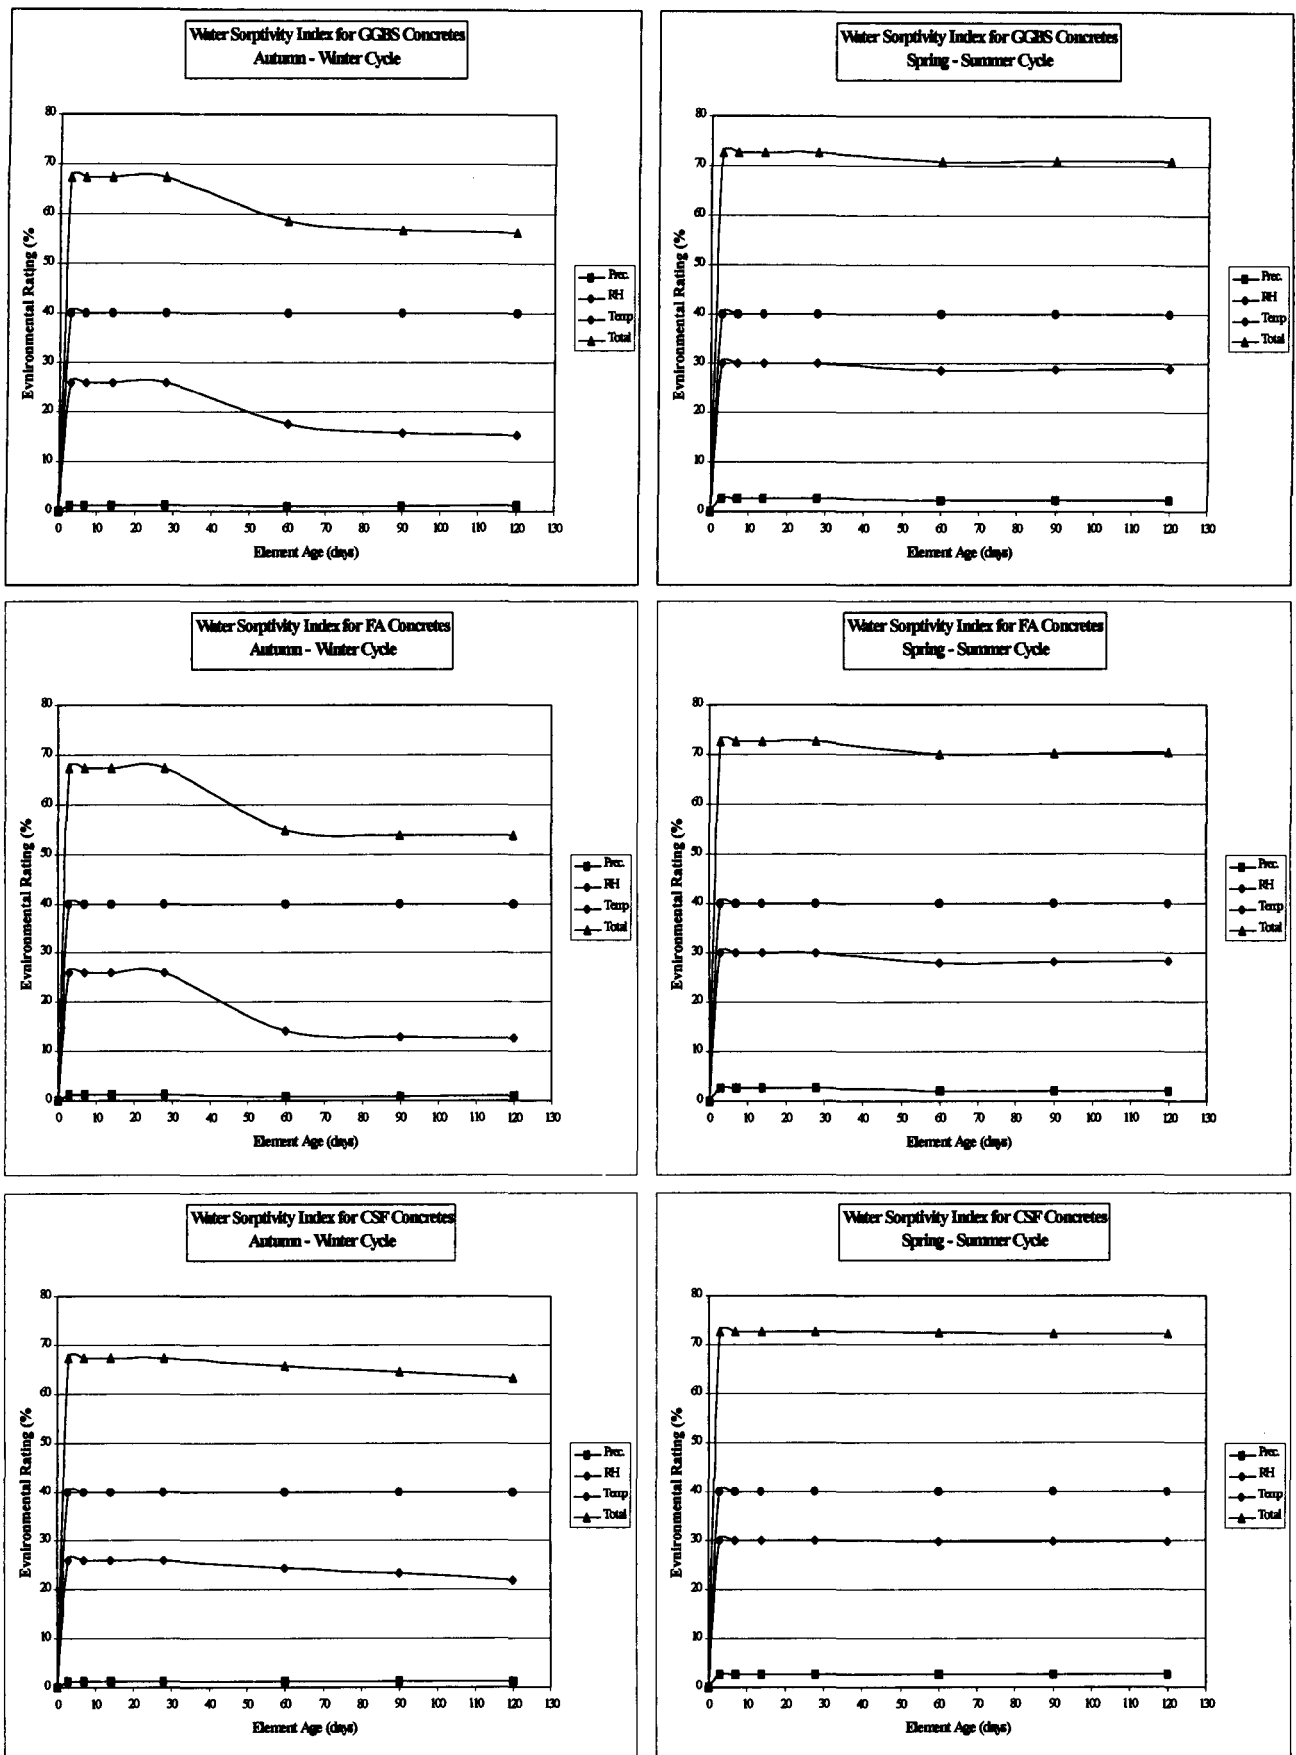 Water Sorptivity Index for GGBS Concretes
Autumn - Winter Cycle
80
70
60
50
40
30
20
10
0
Evnironmental Rating (%
0 10 20 30 40 50 60 70 80 90 100 110 120 130
Element Age (days)
Prec.
RH
Temp
Total
Water Sorptivity Index for GGBS Concretes
Spring - Summer Cycle
80
70
60
50
40
30
20
10
0
Evnironmental Rating (%
0 10 20 30 40 50 60 70 80 90 100 110 120 130
Element Age (days)
Prec.
RH
Temp
Total
Water Sorptivity Index for FA Concretes
Autumn - Winter Cycle
80
70
60
50
40
30
20
10
0
Evnironmental Rating (%
0 10 20 30 40 50 60 70 80 90 100 110 120 130
Element Age (days)
Prec.
RH
Temp
Total
Water Sorptivity Index for FA Concretes
Spring - Summer Cycle
80
70
60
50
40
30
20
10
0
Evnironmental Rating (%
0 10 20 30 40 50 60 70 80 90 100 110 120 130
Element Age (days)
Prec.
RH
Temp
Total
Water Sorptivity Index for CSF Concretes
Autumn - Winter Cycle
80
70
60
50
40
30
20
10
0
Evnironmental Rating (%
0 10 20 30 40 50 60 70 80 90 100 110 120 130
Element Age (days)
Prec.
RH
Temp
Total
Water Sorptivity Index for CSF Concretes
Spring - Summer Cycle
80
70
60
50
40
30
20
10
0
Evnironmental Rating (%
0 10 20 30 40 50 60 70 80 90 100 110 120 130
Element Age (days)
Prec.
RH
Temp
Total